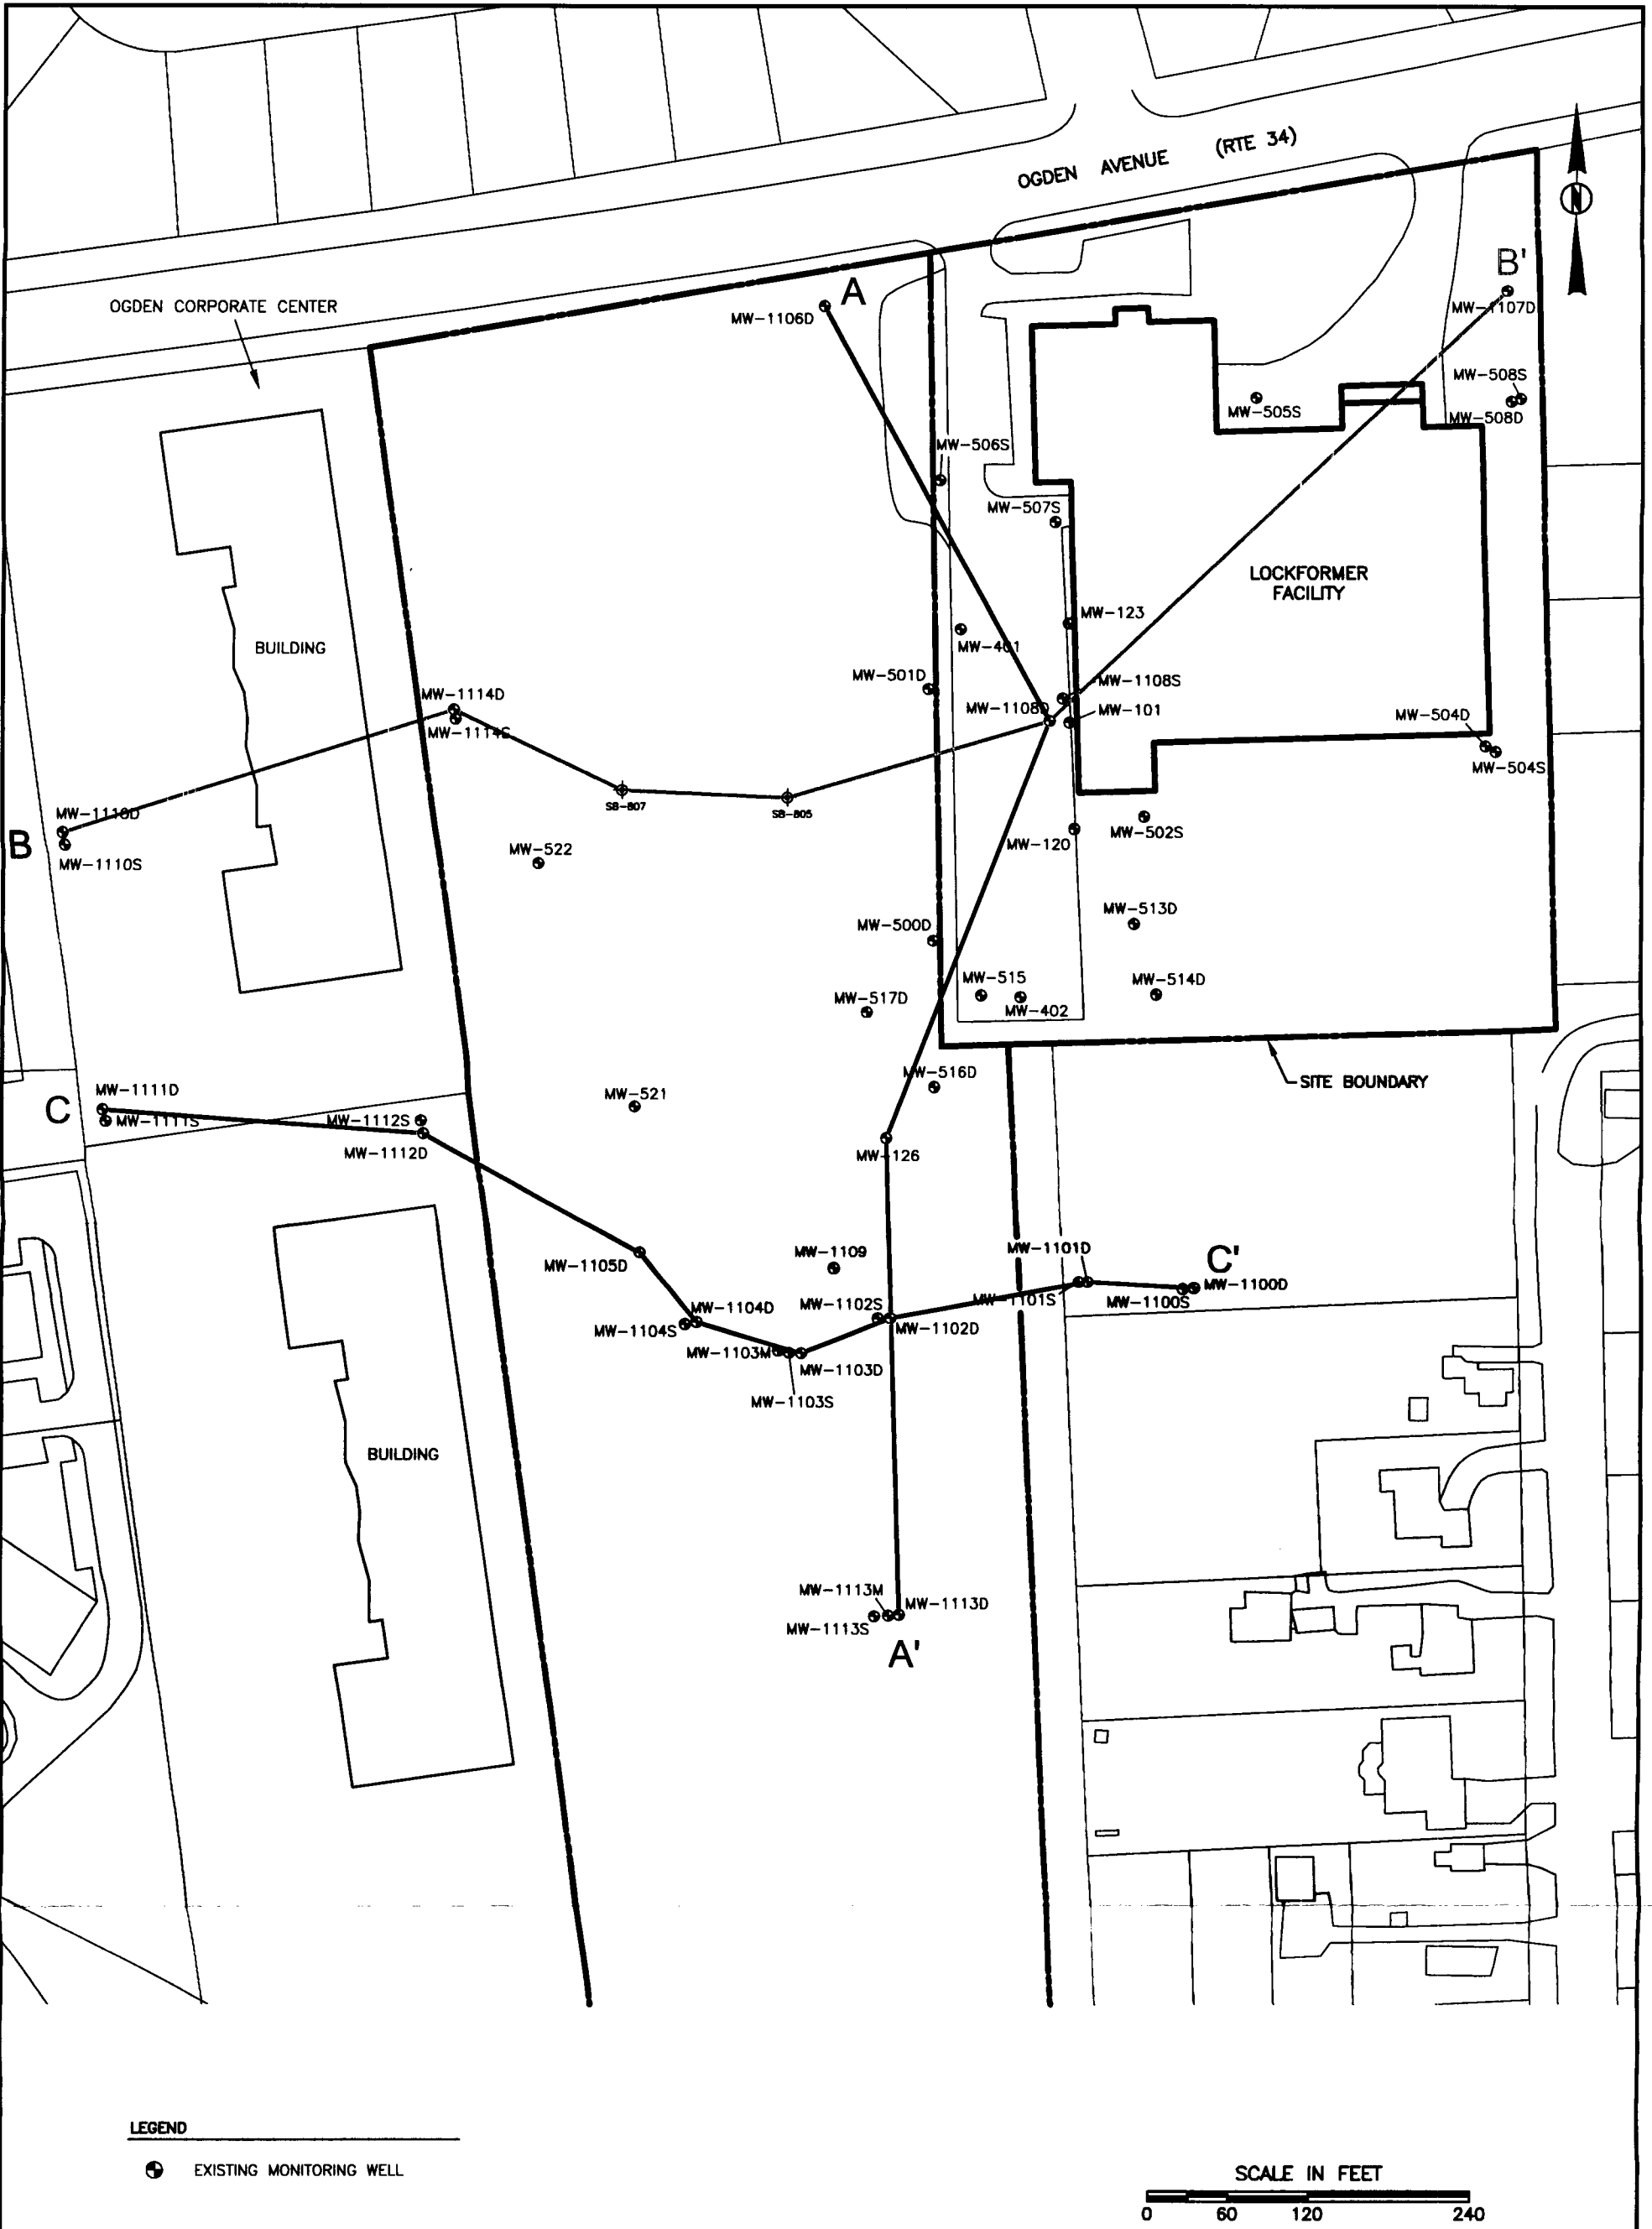 OGDEN AVENUE (RTE 34)
N
B'
A
OGDEN CORPORATE CENTER
MW-1106D
MW-1107D
MW-508S
MW-505S
MW-508D
MW-506S
MW-507S
LOCKFORMER
FACILITY
MW-123
BUILDING
MW-401
MW-501D
MW-1108S
MW-1114D
MW-1108D
MW-101
MW-504D
MW-1114S
MW-504S
SB-807
SB-805
MW-1110D
B
MW-502S
MW-120
MW-522
MW-1110S
MW-513D
MW-500D
MW-515
MW-514D
MW-517D
MW-402
MW-516D
SITE BOUNDARY
MW-1111D
C
MW-521
MW-1111S
MW-1112S
MW-1112D
MW-126
MW-1109
MW-1101D
C'
MW-1105D
MW-1100D
MW-1101S
MW-1100S
MW-1104D
MW-1102S
MW-1104S
MW-1102D
MW-1103M
MW-1103D
MW-1103S
BUILDING
MW-1113M
MW-1113D
MW-1113S
A'
LEGEND
EXISTING MONITORING WELL
SCALE IN FEET
0 60 120 240